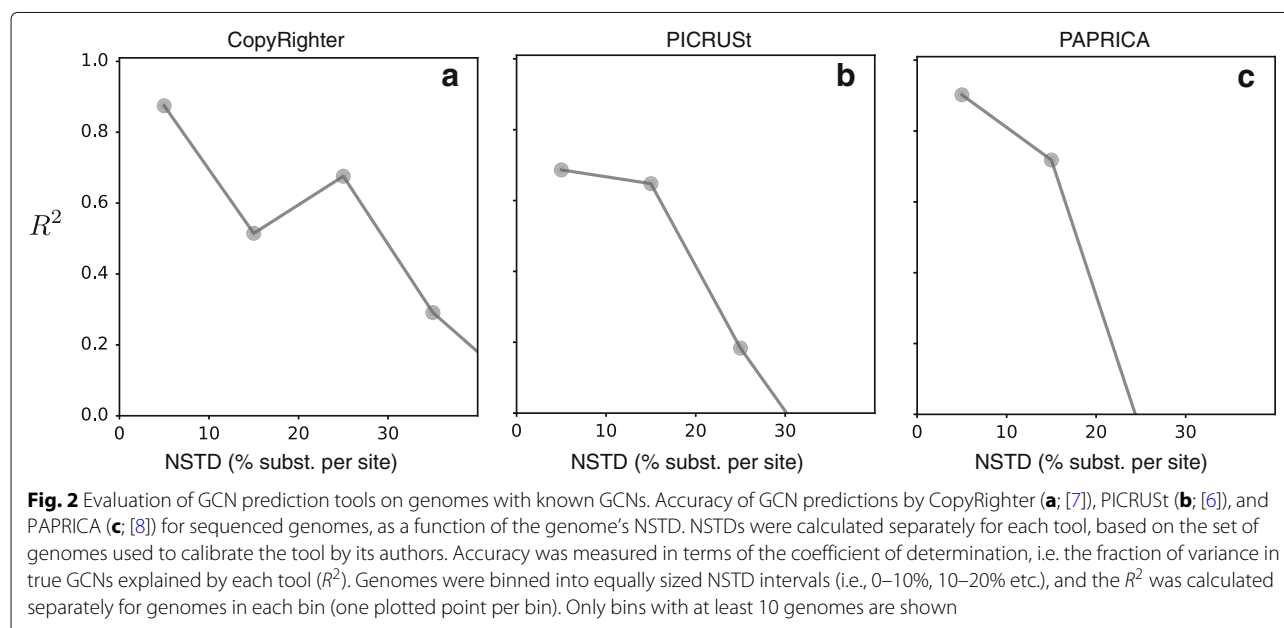 CopyRighter
PICRUSt
PAPRICA
a
b
c
1.0
0.8
0.6
0.4
0.2
0.0
R²
0 10 20 30
0 10 20 30
0 10 20 30
NSTD (% subst. per site)
NSTD (% subst. per site)
NSTD (% subst. per site)
Fig. 2 Evaluation of GCN prediction tools on genomes with known GCNs. Accuracy of GCN predictions by CopyRighter (a; [7]), PICRUSt (b; [6]), and
PAPRICA (c; [8]) for sequenced genomes, as a function of the genome's NSTD. NSTDs were calculated separately for each tool, based on the set of
genomes used to calibrate the tool by its authors. Accuracy was measured in terms of the coefficient of determination, i.e. the fraction of variance in
true GCNs explained by each tool (R²). Genomes were binned into equally sized NSTD intervals (i.e., 0–10%, 10–20% etc.), and the R² was calculated
separately for genomes in each bin (one plotted point per bin). Only bins with at least 10 genomes are shown